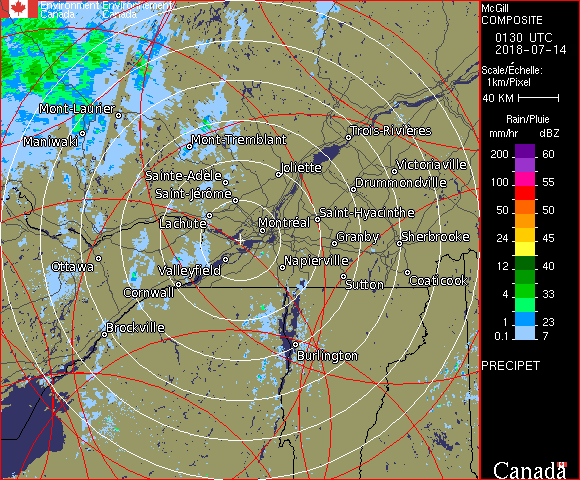 Environment Environnement
Canada Canada
McGill
COMPOSITE
0130 UTC
2018-07-14
Scale/Échelle:
1km/Pixel
40 KM
Rain/Pluie
mm/hr dBZ
200 60
55
100 55
50 50
24 45
12 40
4 33
1 23
0.1 7
PRECIPET
Canada
Mont-Laurier
Maniwaki
Mont-Tremblant
Trois-Rivières
Sainte-Adèle
Joliette
Victoriaville
Saint-Jérôme
Drummondville
Lachute
Montréal
Saint-Hyacinthe
Granby
Sherbrooke
Ottawa
Valleyfield
Napierville
Cornwall
Sutton
Coaticook
Brockville
Burlington